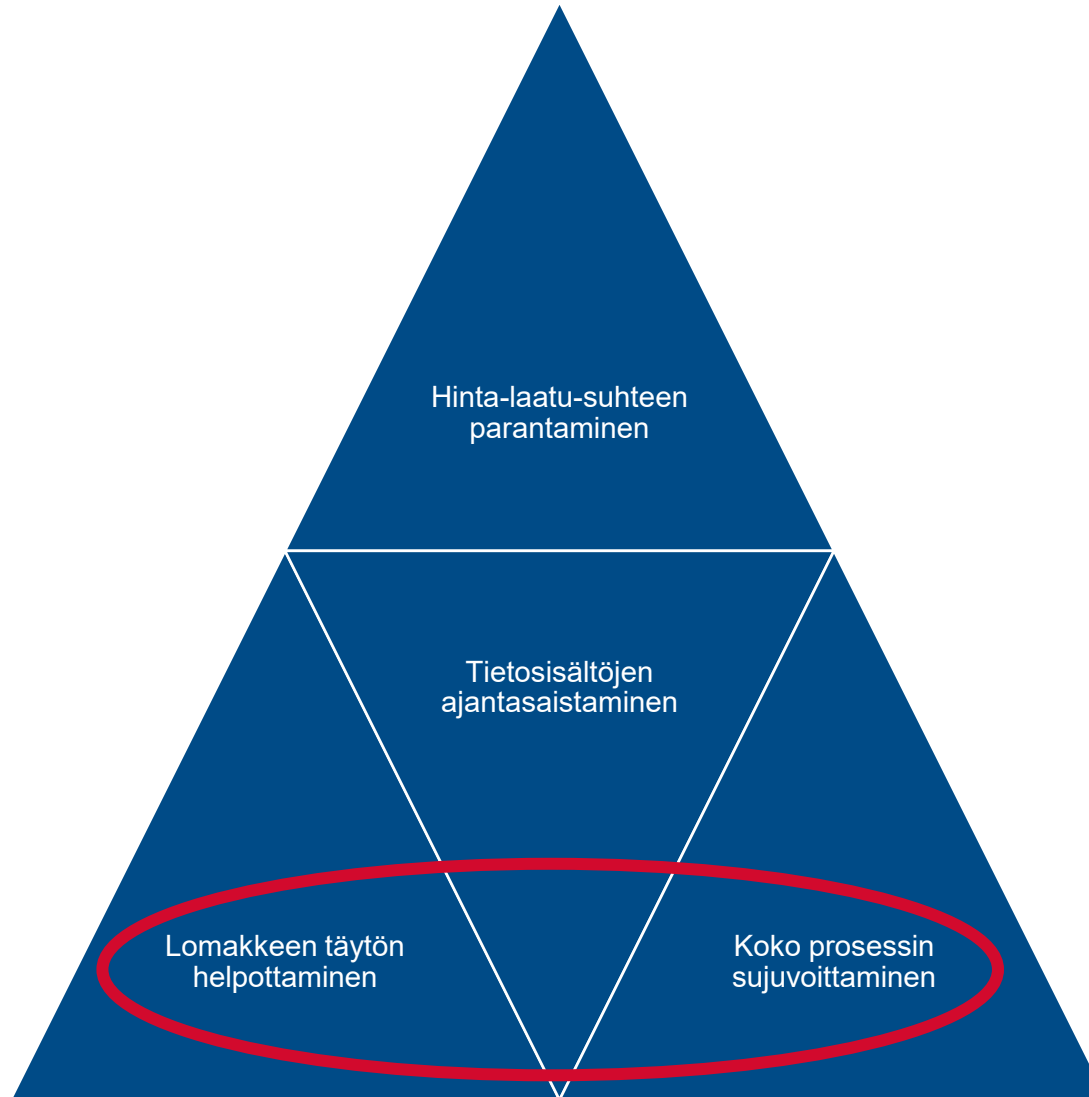 Hinta-laatu-suhteen
parantaminen
Tietosisältöjen
ajantasaistaminen
Lomakkeen täytön
helpottaminen
Koko prosessin
sujuvoittaminen